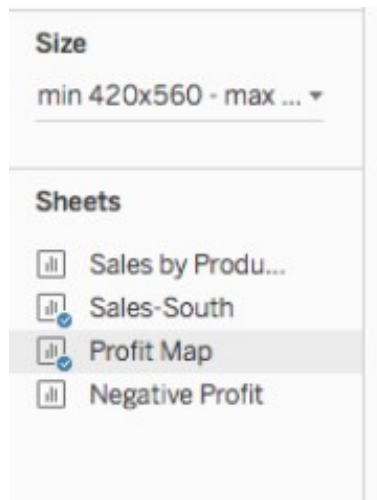 Size
min 420x560 - max ...
Sheets
Sales by Produ...
Sales-South
Profit Map
Negative Profit